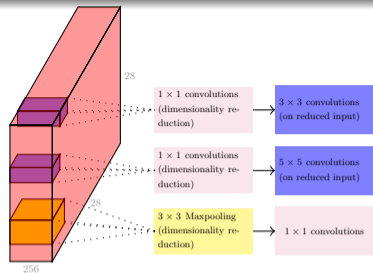 28
1 × 1 convolutions
(dimensionality re-
duction)
3 × 3 convolutions
(on reduced input)
1 × 1 convolutions
(dimensionality re-
duction)
5 × 5 convolutions
(on reduced input)
28
3 × 3 Maxpooling
(dimensionality re-
duction)
1 × 1 convolutions
256